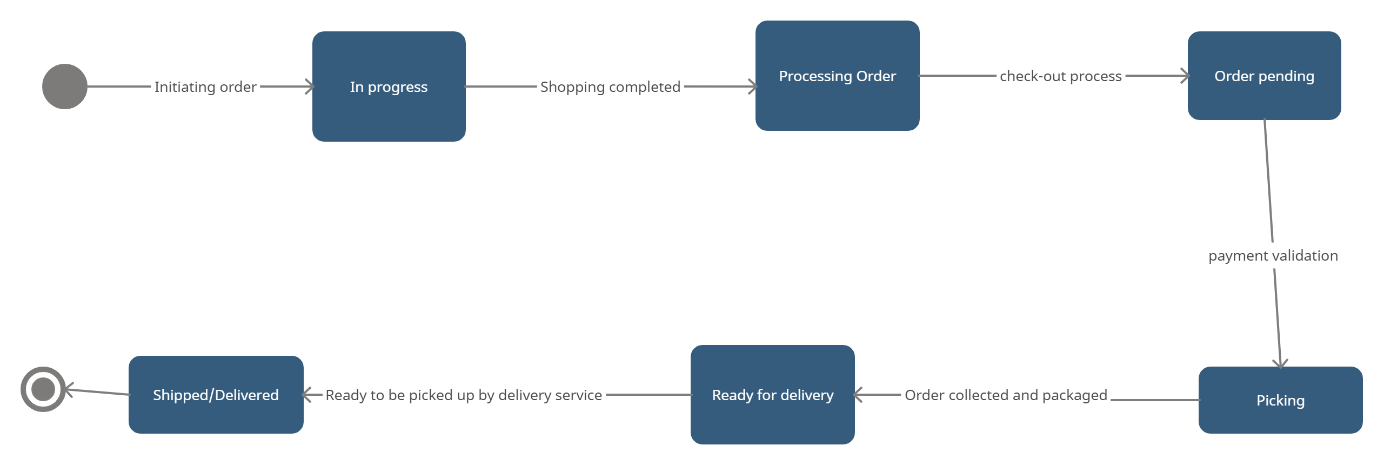 Initiating order
In progress
Shopping completed
Processing Order
check-out process
Order pending
payment validation
Picking
Order collected and packaged
Ready for delivery
Ready to be picked up by delivery service
Shipped/Delivered